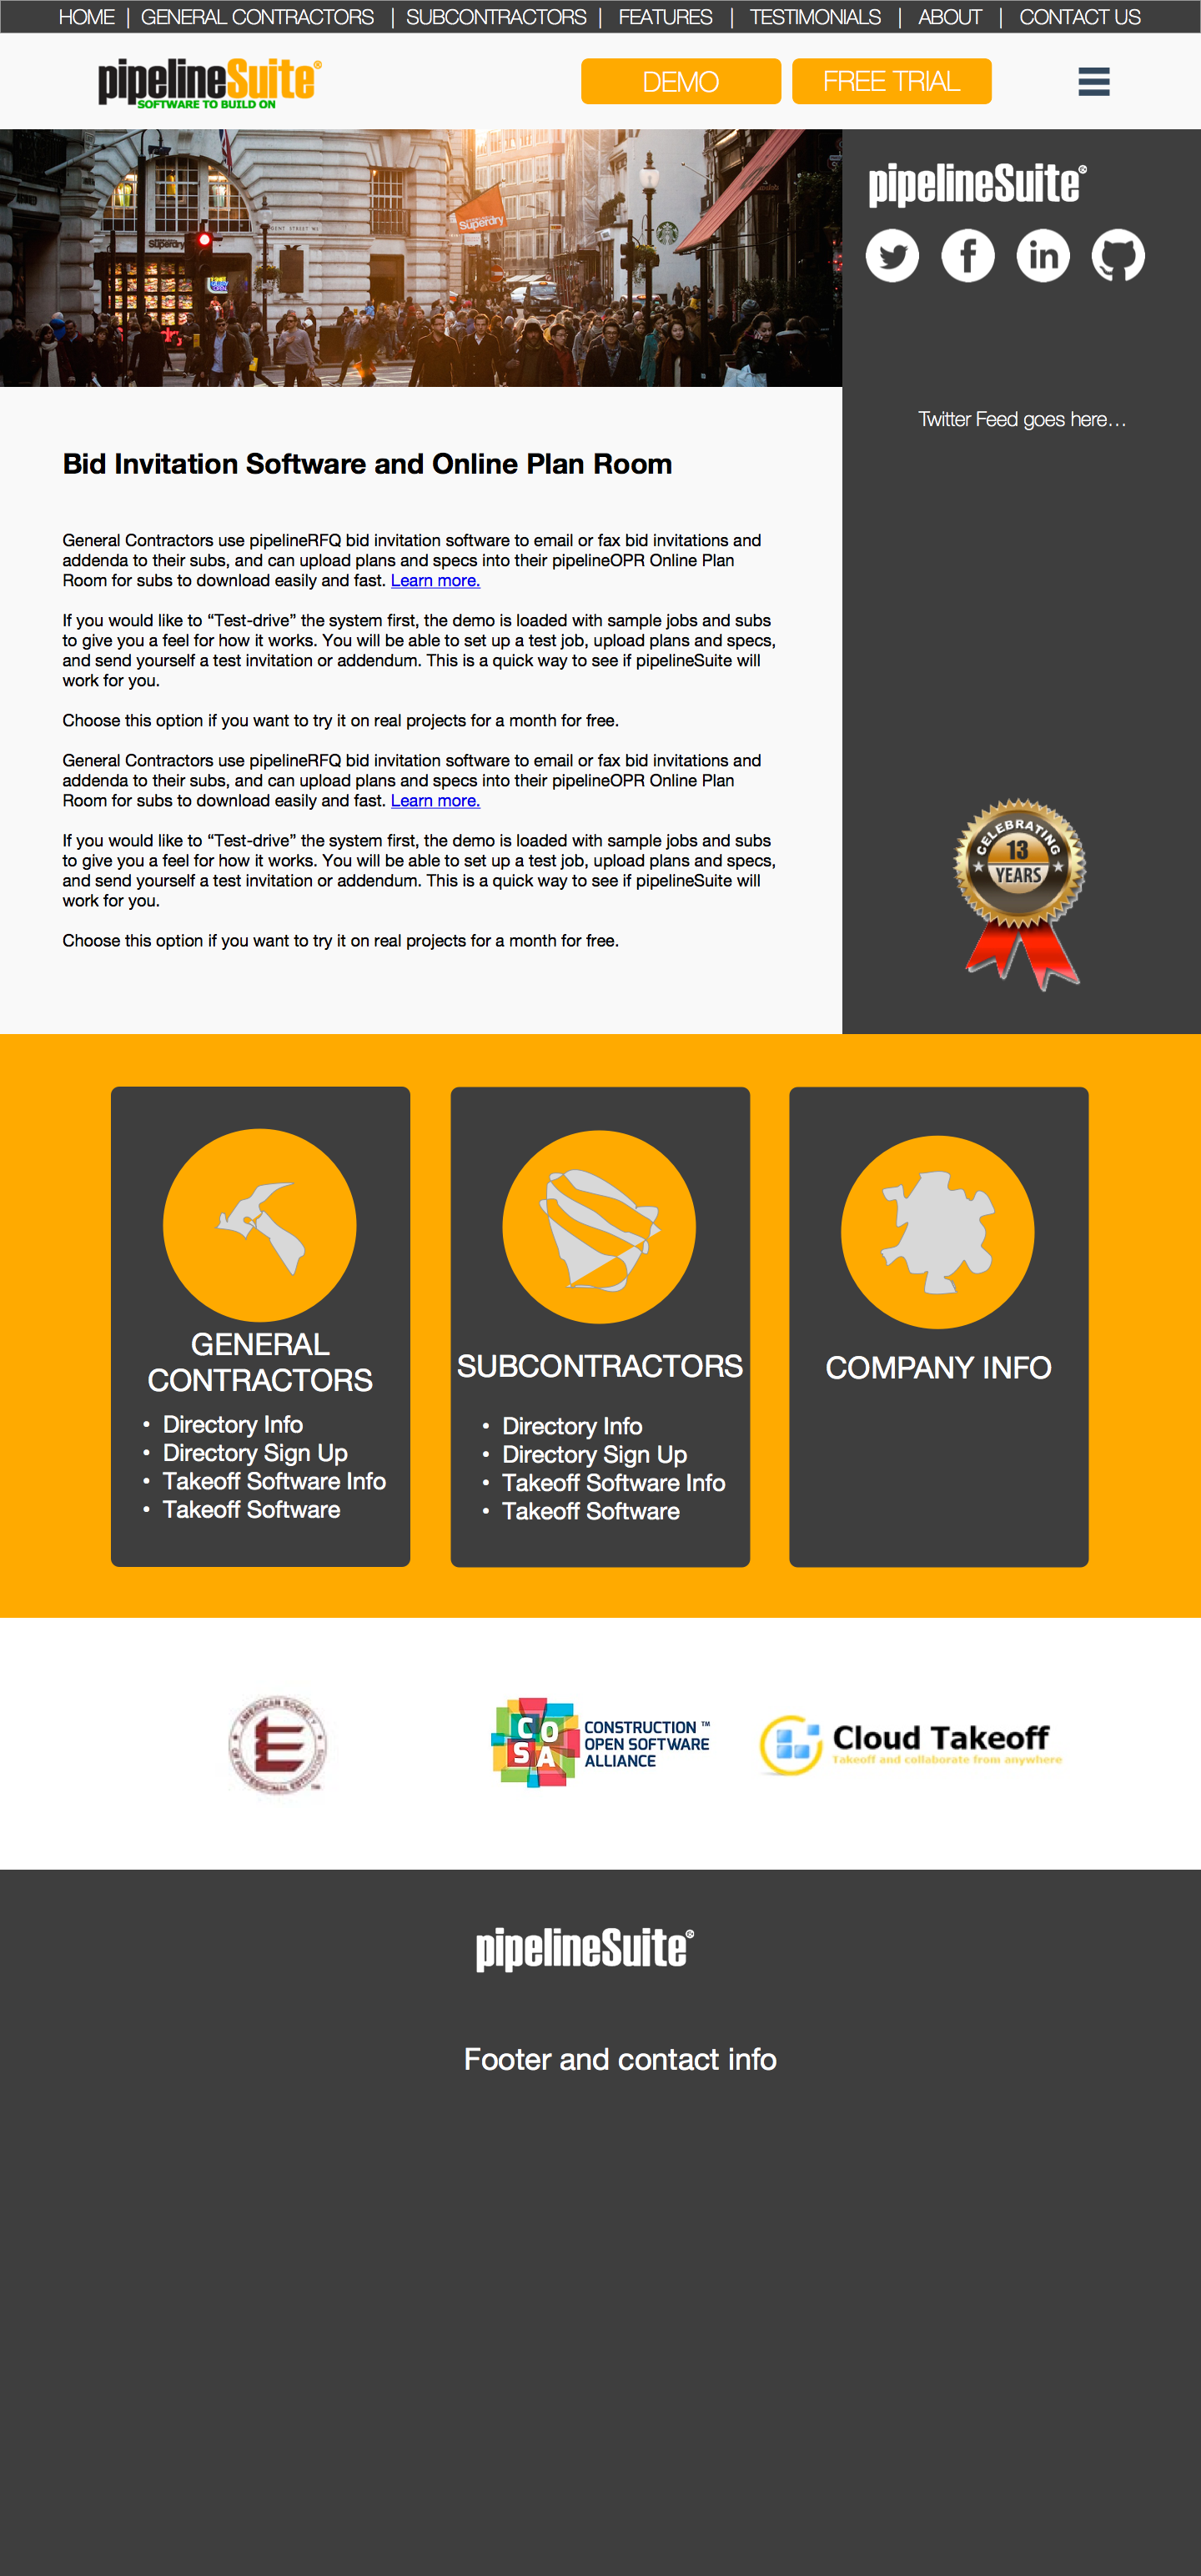 HOME | GENERAL CONTRACTORS | SUBCONTRACTORS | FEATURES | TESTIMONIALS | ABOUT | CONTACT US
pipelineSuite®
SOFTWARE TO BUILD ON
DEMO
FREE TRIAL
Superdry
GENT STREET W1
Superdry
pipelineSuite®
Twitter Feed goes here...
Bid Invitation Software and Online Plan Room
General Contractors use pipelineRFQ bid invitation software to email or fax bid invitations and
addenda to their subs, and can upload plans and specs into their pipelineOPR Online Plan
Room for subs to download easily and fast. Learn more.
If you would like to “Test-drive” the system first, the demo is loaded with sample jobs and subs
to give you a feel for how it works. You will be able to set up a test job, upload plans and specs,
and send yourself a test invitation or addendum. This is a quick way to see if pipelineSuite will
work for you.
Choose this option if you want to try it on real projects for a month for free.
General Contractors use pipelineRFQ bid invitation software to email or fax bid invitations and
addenda to their subs, and can upload plans and specs into their pipelineOPR Online Plan
Room for subs to download easily and fast. Learn more.
If you would like to “Test-drive” the system first, the demo is loaded with sample jobs and subs
to give you a feel for how it works. You will be able to set up a test job, upload plans and specs,
and send yourself a test invitation or addendum. This is a quick way to see if pipelineSuite will
work for you.
Choose this option if you want to try it on real projects for a month for free.
CELEBRATING
13
YEARS
GENERAL
CONTRACTORS
• Directory Info
• Directory Sign Up
• Takeoff Software Info
• Takeoff Software
SUBCONTRACTORS
• Directory Info
• Directory Sign Up
• Takeoff Software Info
• Takeoff Software
COMPANY INFO
AMERICAN SOCIETY
OF PROFESSIONAL ESTIMATORS
COSA
CONSTRUCTION ™
OPEN SOFTWARE
ALLIANCE
Cloud Takeoff
Takeoff and collaborate from anywhere
pipelineSuite®
Footer and contact info